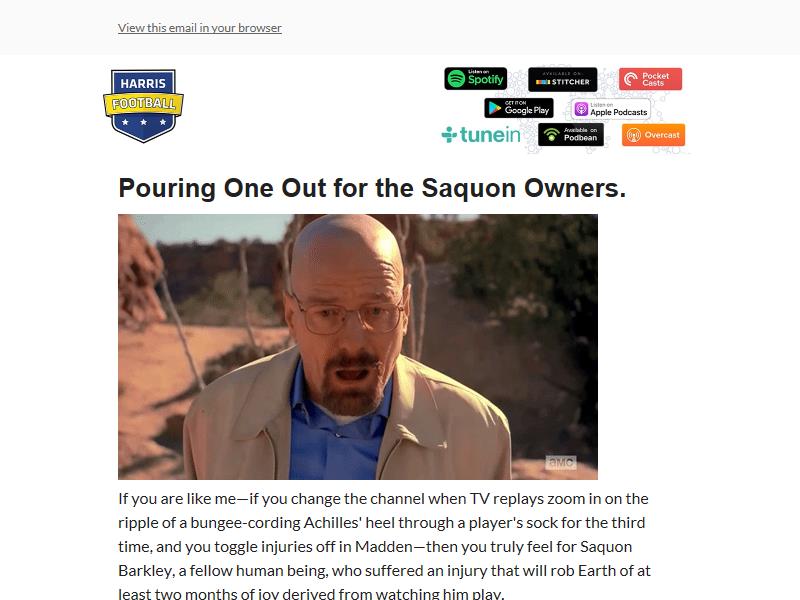 View this email in your browser
HARRIS
FOOTBALL
Listen on
Spotify
AVAILABLE ON
STITCHER
Pocket
Casts
GET IT ON
Google Play
Listen on
Apple Podcasts
tunein
Available on
Podbean
Overcast
Pouring One Out for the Saquon Owners.
aMC
If you are like me—if you change the channel when TV replays zoom in on the
ripple of a bungee-cording Achilles' heel through a player's sock for the third
time, and you toggle injuries off in Madden—then you truly feel for Saquon
Barkley, a fellow human being, who suffered an injury that will rob Earth of at
least two months of joy derived from watching him play.